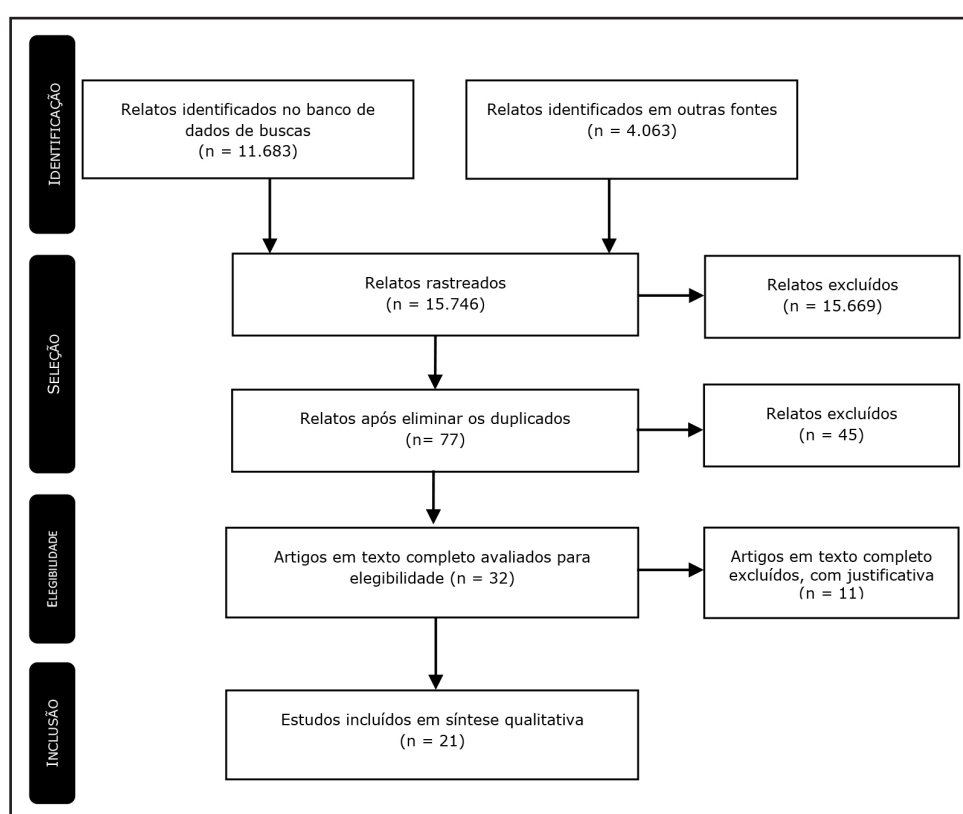 IDENTIFICAÇÃO
Relatos identificados no banco de
dados de buscas
(n = 11.683)
Relatos identificados em outras fontes
(n = 4.063)
SELEÇÃO
Relatos rastreados
(n = 15.746)
Relatos excluídos
(n = 15.669)
Relatos após eliminar os duplicados
(n= 77)
Relatos excluídos
(n = 45)
ELEGIBILIDADE
Artigos em texto completo avaliados para
elegibilidade (n = 32)
Artigos em texto completo
excluídos, com justificativa
(n = 11)
INCLUSÃO
Estudos incluídos em síntese qualitativa
(n = 21)